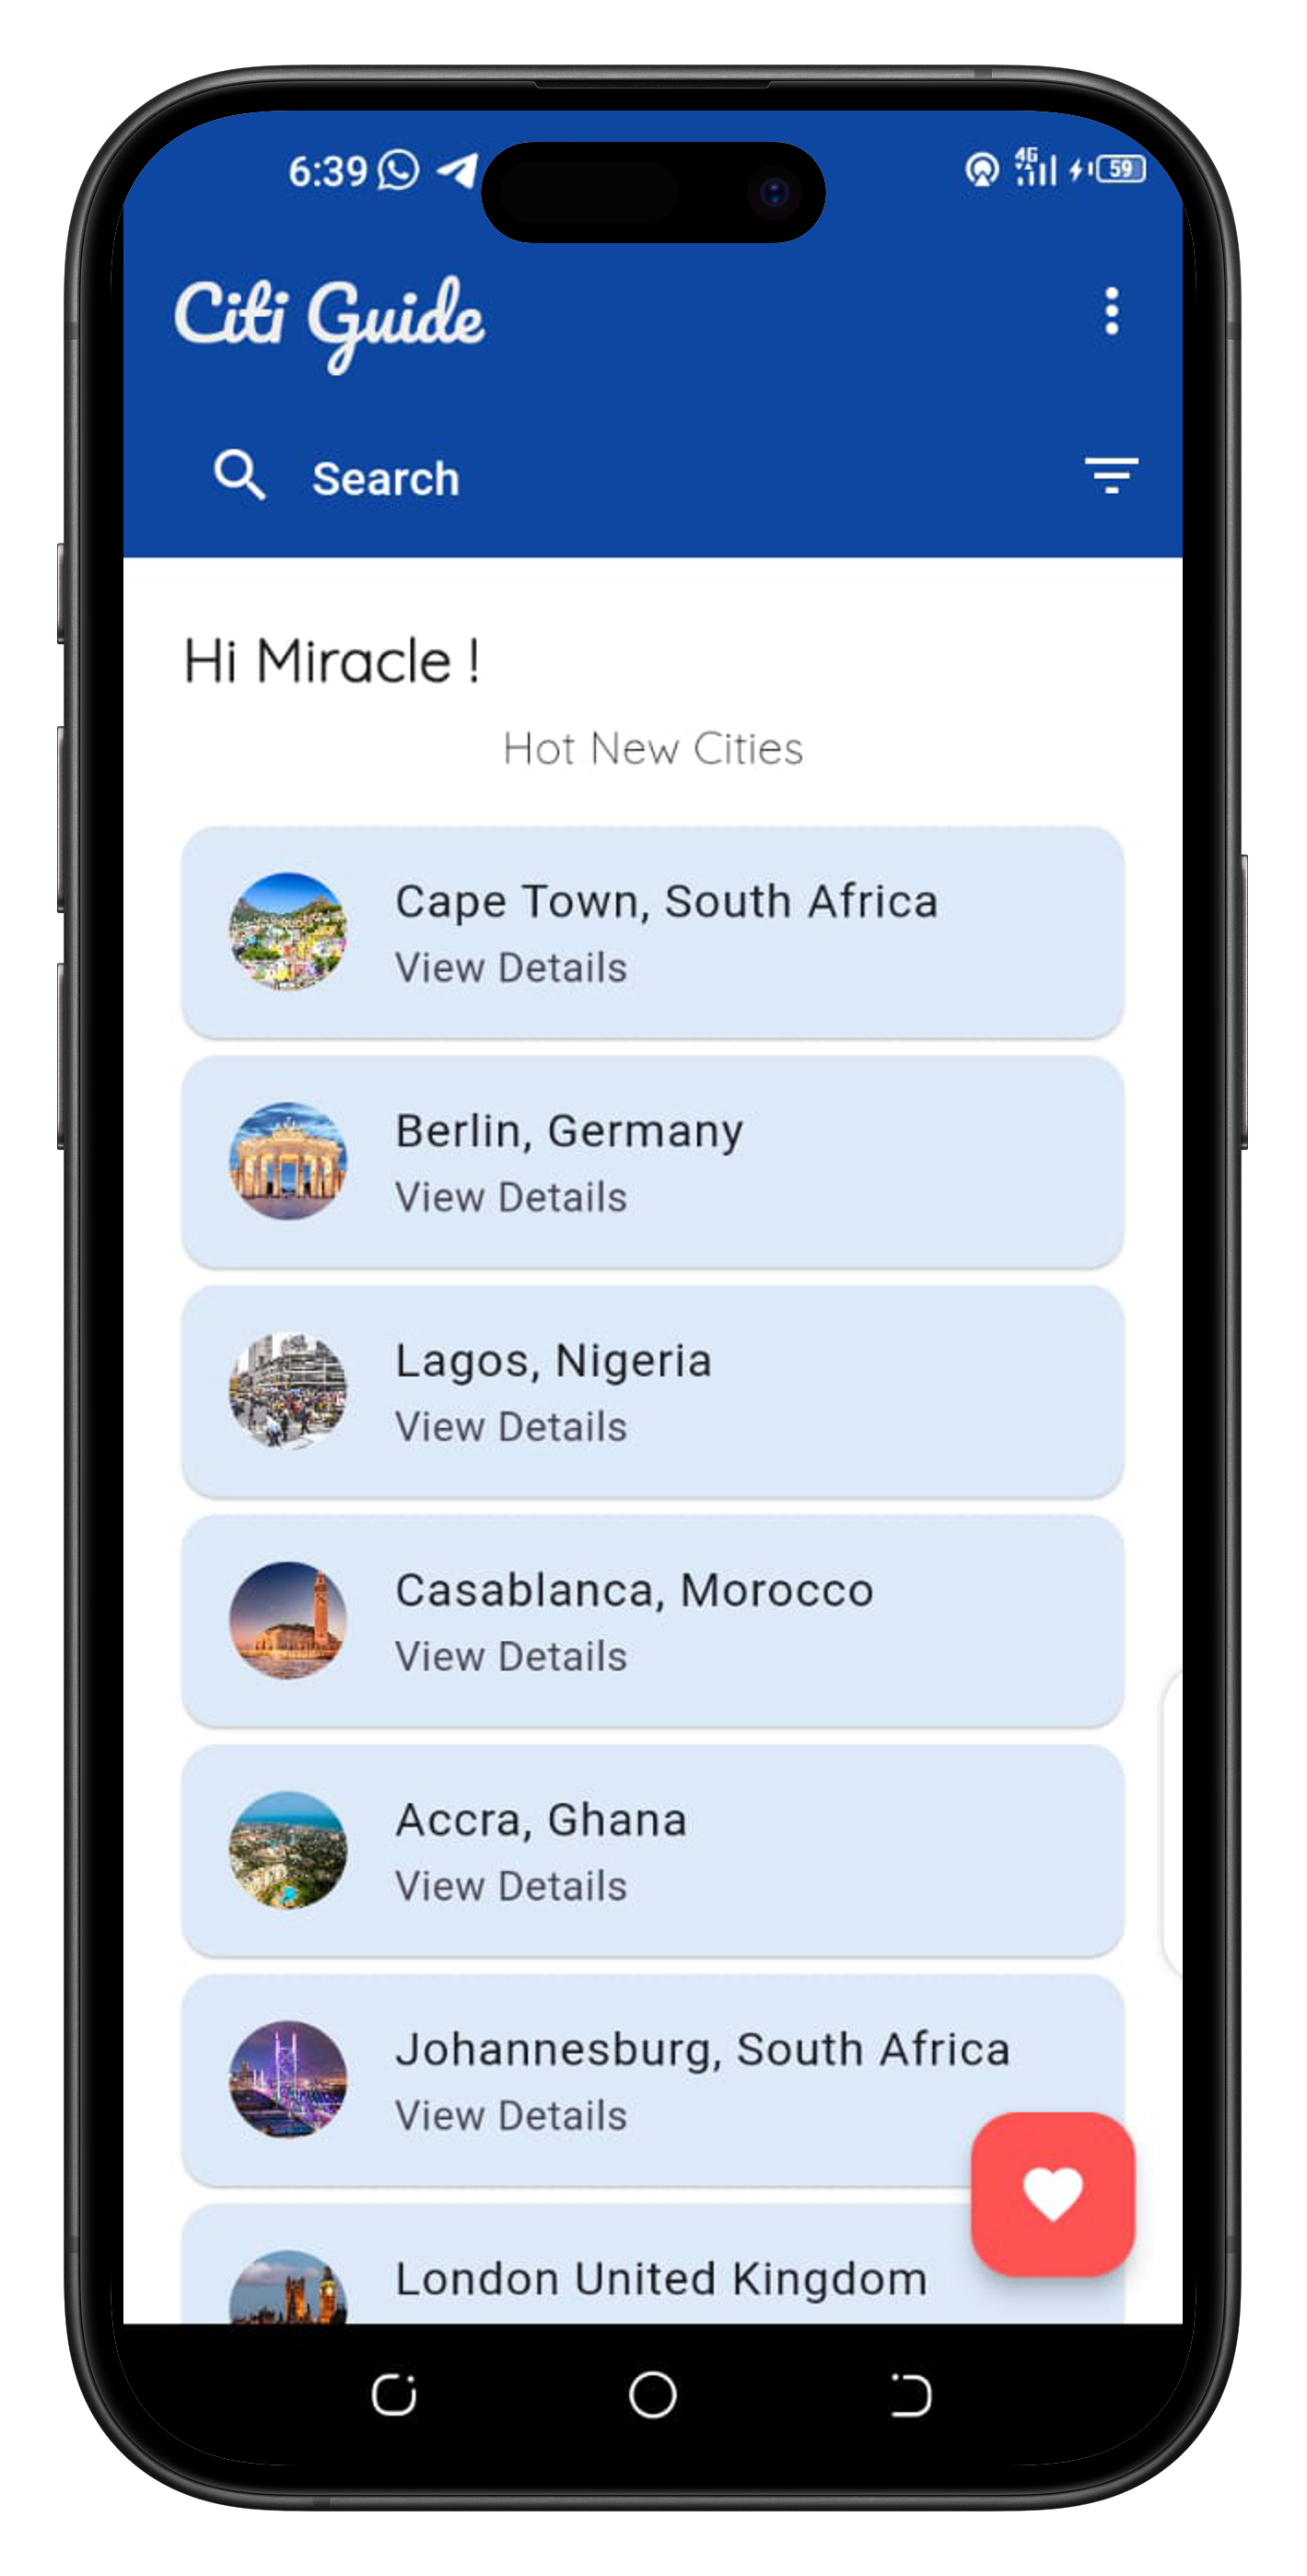 6:39
4G
59
Citi Guide
Search
Hi Miracle !
Hot New Cities
Cape Town, South Africa
View Details
Berlin, Germany
View Details
Lagos, Nigeria
View Details
Casablanca, Morocco
View Details
Accra, Ghana
View Details
Johannesburg, South Africa
View Details
London United Kingdom